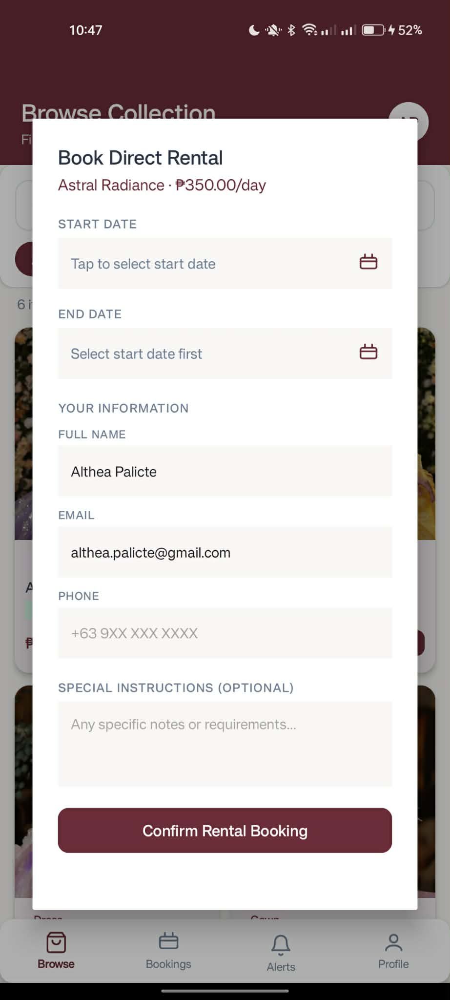 10:47
52%
Browse Collection
Fi
Book Direct Rental
Astral Radiance · ₱350.00/day
START DATE
Tap to select start date
END DATE
Select start date first
YOUR INFORMATION
FULL NAME
Althea Palicte
EMAIL
althea.palicte@gmail.com
PHONE
+63 9XX XXX XXXX
SPECIAL INSTRUCTIONS (OPTIONAL)
Any specific notes or requirements...
Confirm Rental Booking
Browse
Bookings
Alerts
Profile